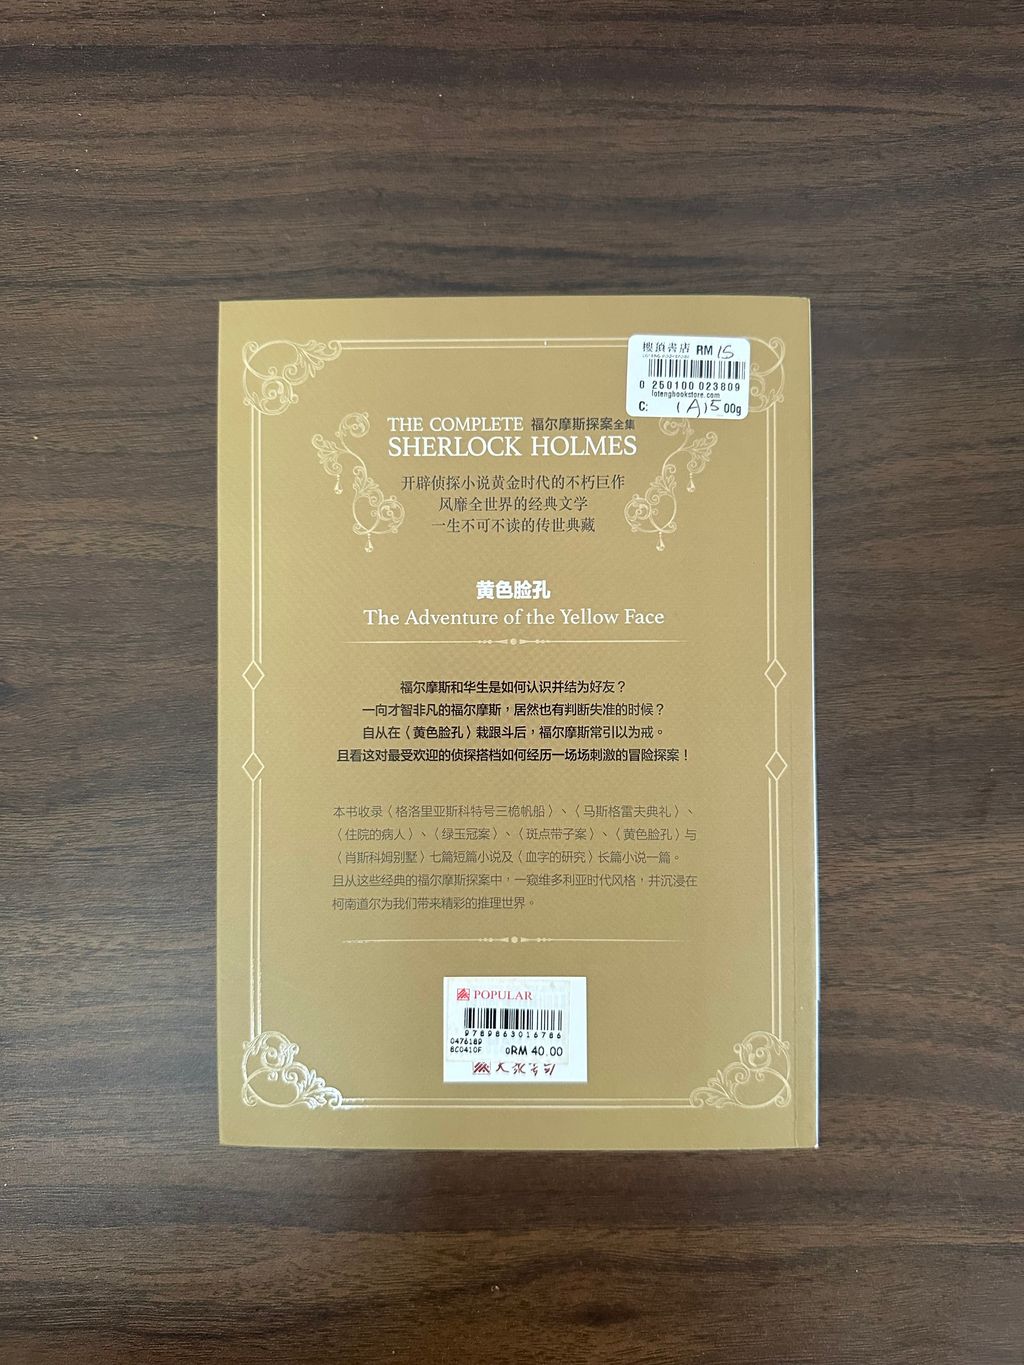 樓頂書店 RM 15
0 250100 023809
lotenghookstore.com
C: (A)5 00g
THE COMPLETE 福尔摩斯探案全集
SHERLOCK HOLMES
开辟侦探小说黄金时代的不朽巨作
风靡全世界的经典文学
一生不可不读的传世典藏
黄色脸孔
The Adventure of the Yellow Face
福尔摩斯和华生是如何认识并结为好友？
一向才智非凡的福尔摩斯，居然也有判断失准的时候？
自从在〈黄色脸孔〉栽跟斗后，福尔摩斯常引以为戒。
且看这对最受欢迎的侦探搭档如何经历一场场刺激的冒险探案！
本书收录〈格洛里亚斯科特号三桅帆船〉、〈马斯格雷夫典礼〉、
〈住院的病人〉、〈绿玉冠案〉、〈斑点带子案〉、〈黄色脸孔〉与
〈肖斯科姆别墅〉七篇短篇小说及〈血字的研究〉长篇小说一篇。
且从这些经典的福尔摩斯探案中，一窥维多利亚时代风格，并沉浸在
柯南道尔为我们带来精彩的推理世界。
POPULAR
9789863016786
0476189
8C0410F RM 40.00